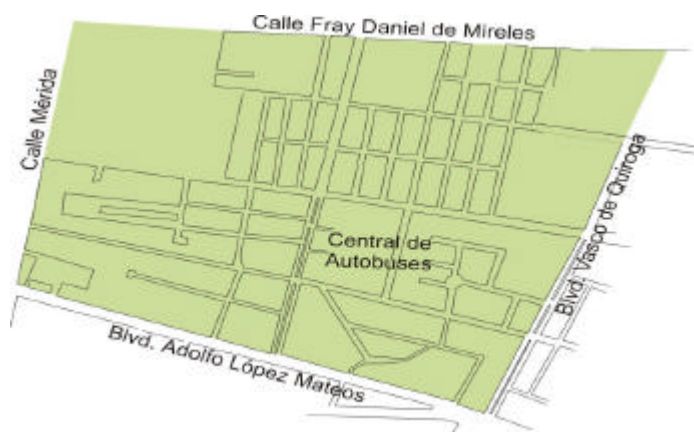 Calle Fray Daniel de Mireles
Calle Mérida
Blvd. Vasco de Quiroga
Central de
Autobuses
Blvd. Adolfo López Mateos